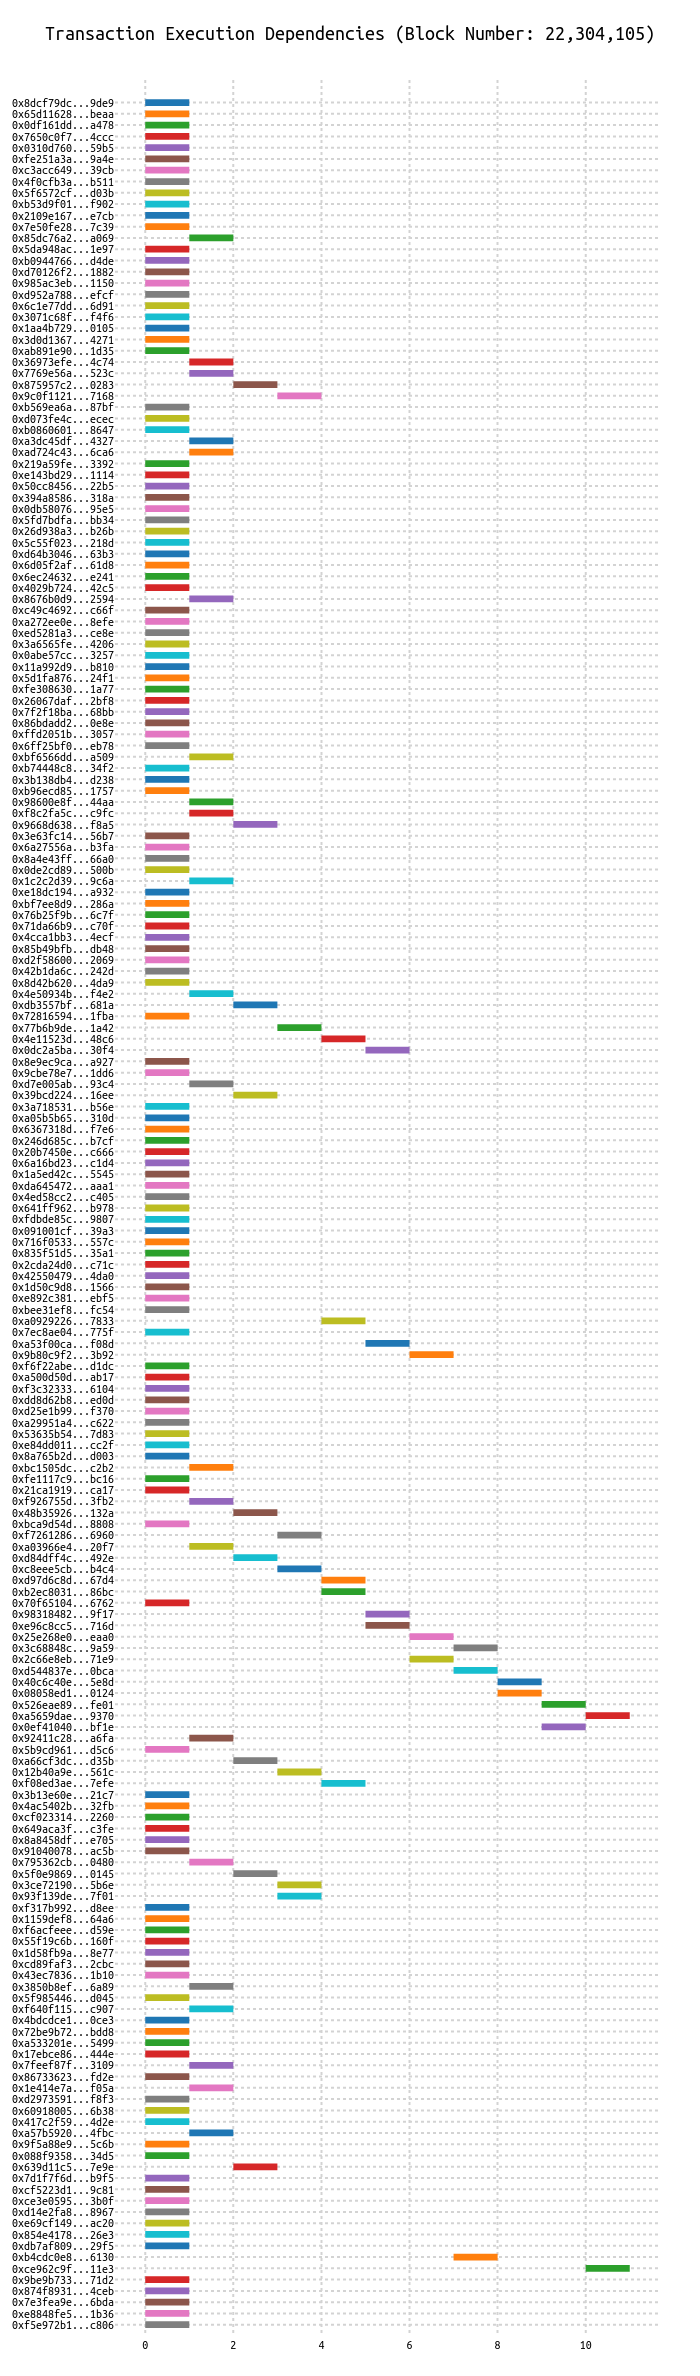 Transaction Execution Dependencies (Block Number: 22,304,105)
0x8dcf79dc...9de9
0x65d11628...beaa
0x0df161dd...a478
0x7650c0f7...4ccc
0x0310d760...59b5
0xfe251a3a...9a4e
0xc3acc649...39cb
0x4f0cfb3a...b511
0x5f6572cf...d03b
0xb53d9f01...f902
0x2109e167...e7cb
0x7e50fe28...7c39
0x85dc76a2...a069
0x5da948ac...1e97
0xb0944766...d4de
0xd70126f2...1882
0x985ac3eb...1150
0xd952a788...efcf
0x6c1e77dd...6d91
0x3071c68f...f4f6
0x1aa4b729...0105
0x3d0d1367...4271
0xab891e90...1d35
0x36973efe...4c74
0x7769e56a...523c
0x875957c2...0283
0x9c0f1121...7168
0xb569ea6a...87bf
0xd073fe4c...ecec
0xb0860601...8647
0xa3dc45df...4327
0xad724c43...6ca6
0x219a59fe...3392
0xe143bd29...1114
0x50cc8456...22b5
0x394a8586...318a
0x0db58076...95e5
0x5fd7bdfa...bb34
0x26d938a3...b26b
0x5c55f023...218d
0xd64b3046...63b3
0x6d05f2af...61d8
0x6ec24632...e241
0x4029b724...42c5
0x8676b0d9...2594
0xc49c4692...c66f
0xa272ee0e...8efe
0xed5281a3...ce8e
0x3a6565fe...4206
0x0abe57cc...3257
0x11a992d9...b810
0x5d1fa876...24f1
0xfe308630...1a77
0x26067daf...2bf8
0x7f2f18ba...68bb
0x86bdadd2...0e8e
0xffd2051b...3057
0x6ff25bf0...eb78
0xbf6566dd...a509
0xb74448c8...34f2
0x3b138db4...d238
0xb96ecd85...1757
0x98600e8f...44aa
0xf8c2fa5c...c9fc
0x9668d638...f8a5
0x3e63fc14...56b7
0x6a27556a...b3fa
0x8a4e43ff...66a0
0x0de2cd89...500b
0x1c2c2d39...9c6a
0xe18dc194...a932
0xbf7ee8d9...286a
0x76b25f9b...6c7f
0x71da66b9...c70f
0x4cca1bb3...4ecf
0x85b49bfb...db48
0xd2f58600...2069
0x42b1da6c...242d
0x8d42b620...4da9
0x4e50934b...f4e2
0xdb3557bf...681a
0x72816594...1fba
0x77b6b9de...1a42
0x4e11523d...48c6
0x0dc2a5ba...30f4
0x8e9ec9ca...a927
0x9cbe78e7...1dd6
0xd7e005ab...93c4
0x39bcd224...16ee
0x3a718531...b56e
0xa05b5b65...310d
0x6367318d...f7e6
0x246d685c...b7cf
0x20b7450e...c666
0x6a16bd23...c1d4
0x1a5ed42c...5545
0xda645472...aaa1
0x4ed58cc2...c405
0x641ff962...b978
0xfdbde85c...9807
0x091001cf...39a3
0x716f0533...557c
0x835f51d5...35a1
0x2cda24d0...c71c
0x42550479...4da0
0x1d50c9d8...1566
0xe892c381...ebf5
0xbee31ef8...fc54
0xa0929226...7833
0x7ec8ae04...775f
0xa53f00ca...f08d
0x9b80c9f2...3b92
0xf6f22abe...d1dc
0xa500d50d...ab17
0xf3c32333...6104
0xdd8d62b8...ed0d
0xd25e1b99...f370
0xa29951a4...c622
0x53635b54...7d83
0xe84dd011...cc2f
0x8a765b2d...d003
0xbc1505dc...c2b2
0xfe1117c9...bc16
0x21ca1919...ca17
0xf926755d...3fb2
0x48b35926...132a
0xbca9d54d...8808
0xf7261286...6960
0xa03966e4...20f7
0xd84dff4c...492e
0xc8eee5cb...b4c4
0xd97d6c8d...67d4
0xb2ec8031...86bc
0x70f65104...6762
0x98318482...9f17
0xe96c8cc5...716d
0x25e268e0...eaa0
0x3c68848c...9a59
0x2c66e8eb...71e9
0xd544837e...0bca
0x40c6c40e...5e8d
0x08058ed1...0124
0x526eae89...fe01
0xa5659dae...9370
0x0ef41040...bf1e
0x92411c28...a6fa
0x5b9cd961...d5c6
0xa66cf3dc...d35b
0x12b40a9e...561c
0xf08ed3ae...7efe
0x3b13e60e...21c7
0x4ac5402b...32fb
0xcf023314...2260
0x649aca3f...c3fe
0x8a8458df...e705
0x91040078...ac5b
0x795362cb...0480
0x5f0e9869...0145
0x3ce72190...5b6e
0x93f139de...7f01
0xf317b992...d8ee
0x1159def8...64a6
0xf6acfeee...d59e
0x55f19c6b...160f
0x1d58fb9a...8e77
0xcd89faf3...2cbc
0x43ec7836...1b10
0x3850b8ef...6a89
0x5f985446...d045
0xf640f115...c907
0x4bdcdce1...0ce3
0x72be9b72...bdd8
0xa533201e...5499
0x17ebce86...444e
0x7feef87f...3109
0x86733623...fd2e
0x1e414e7a...f05a
0xd2973591...f8f3
0x60918005...6b38
0x417c2f59...4d2e
0xa57b5920...4fbc
0x9f5a88e9...5c6b
0x088f9358...34d5
0x639d11c5...7e9e
0x7d1f7f6d...b9f5
0xcf5223d1...9c81
0xce3e0595...3b0f
0xd14e2fa8...8967
0xe69cf149...ac20
0x854e4178...26e3
0xdb7af809...29f5
0xb4cdc0e8...6130
0xce962c9f...11e3
0x9be9b733...71d2
0x874f8931...4ceb
0x7e3fea9e...6bda
0xe8848fe5...1b36
0xf5e972b1...c806
0 2 4 6 8 10